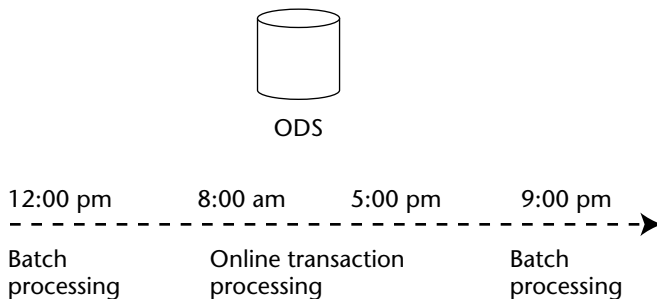 ODS
12:00 pm 8:00 am 5:00 pm 9:00 pm
Batch Online transaction Batch
processing processing processing